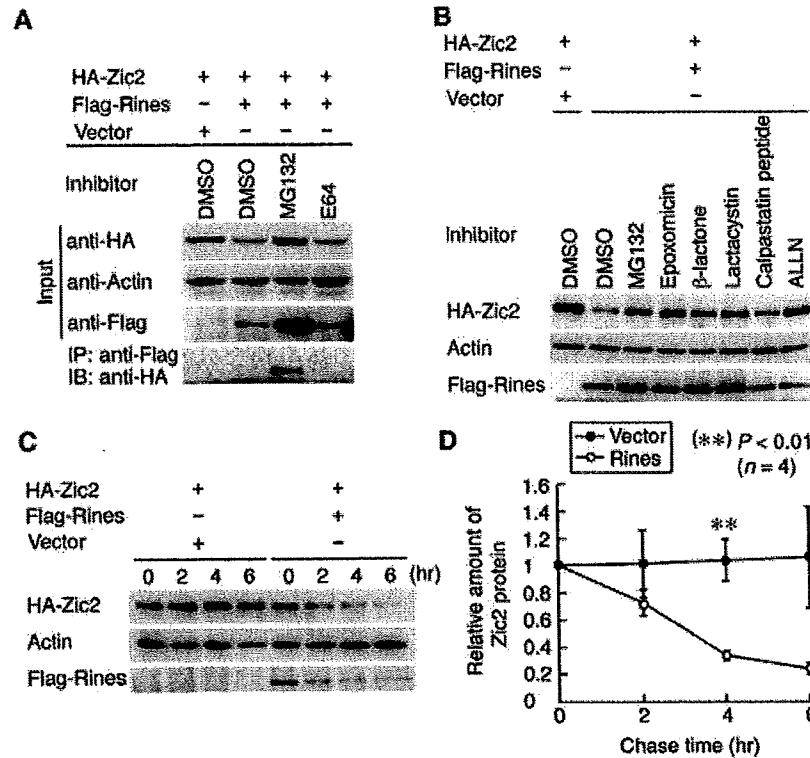 A
HA-Zic2 + + + +
Flag-Rines − + + +
Vector + − − −
Inhibitor DMSO DMSO MG132 E64
Input
anti-HA
anti-Actin
anti-Flag
IP: anti-Flag
IB: anti-HA
B
HA-Zic2 + +
Flag-Rines − +
Vector + −
Inhibitor DMSO DMSO MG132 Epoxomicin β-lactone Lactacystin Calpastatin peptide ALLN
HA-Zic2
Actin
Flag-Rines
C
HA-Zic2 + +
Flag-Rines − +
Vector + −
0 2 4 6 0 2 4 6 (hr)
HA-Zic2
Actin
Flag-Rines
D
Vector
Rines
(**) P < 0.01
(n = 4)
Relative amount of
Zic2 protein
1.6
1.4
1.2
1
0.8
0.6
0.4
0.2
0
**
0 2 4 6
Chase time (hr)